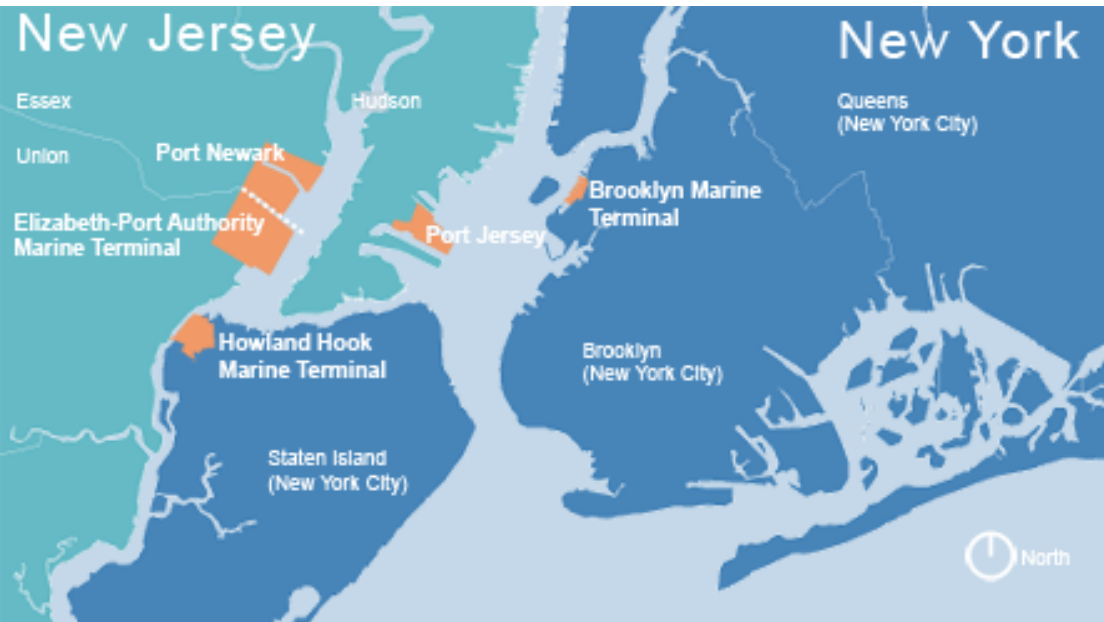 New Jersey
New York
Essex
Hudson
Queens
(New York City)
Union
Port Newark
Brooklyn Marine
Terminal
Elizabeth-Port Authority
Marine Terminal
Port Jersey
Howland Hook
Marine Terminal
Brooklyn
(New York City)
Staten Island
(New York City)
North